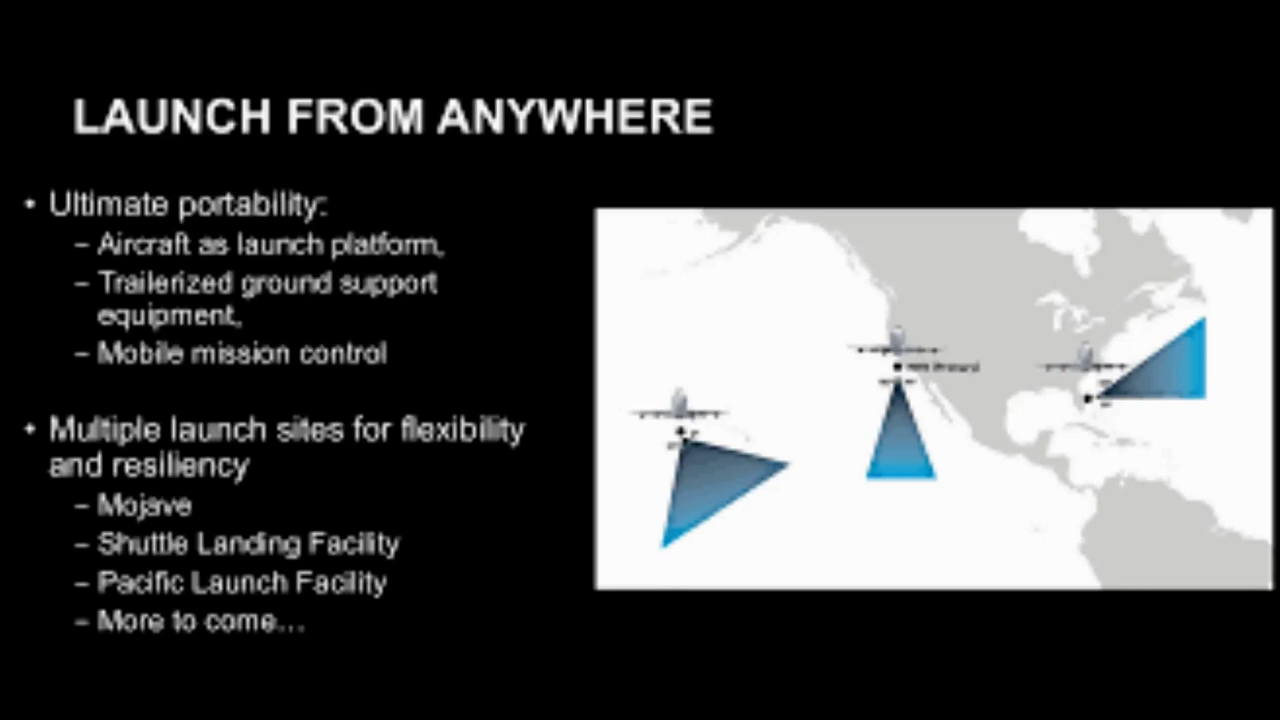 LAUNCH FROM ANYWHERE
• Ultimate portability:
– Aircraft as launch platform,
– Trailerized ground support
equipment,
– Mobile mission control
• Multiple launch sites for flexibility
and resiliency
– Mojave
– Shuttle Landing Facility
– Pacific Launch Facility
– More to come…